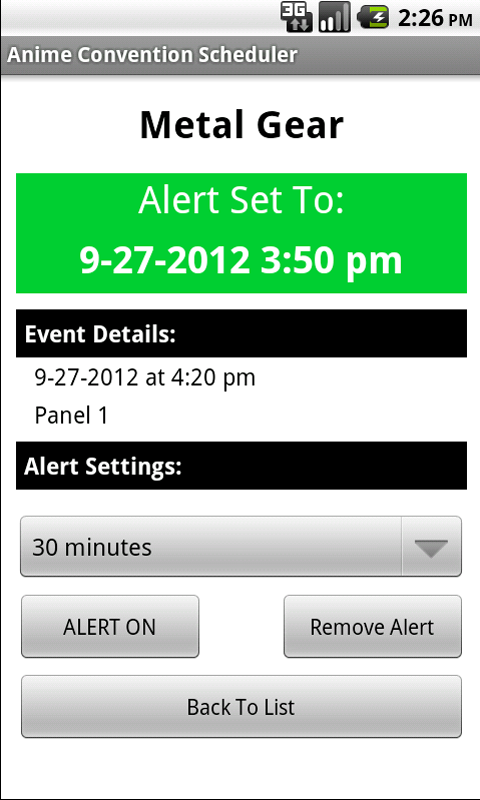 3G 2:26 PM
Anime Convention Scheduler
Metal Gear
Alert Set To:
9-27-2012 3:50 pm
Event Details:
9-27-2012 at 4:20 pm
Panel 1
Alert Settings:
30 minutes
ALERT ON Remove Alert
Back To List